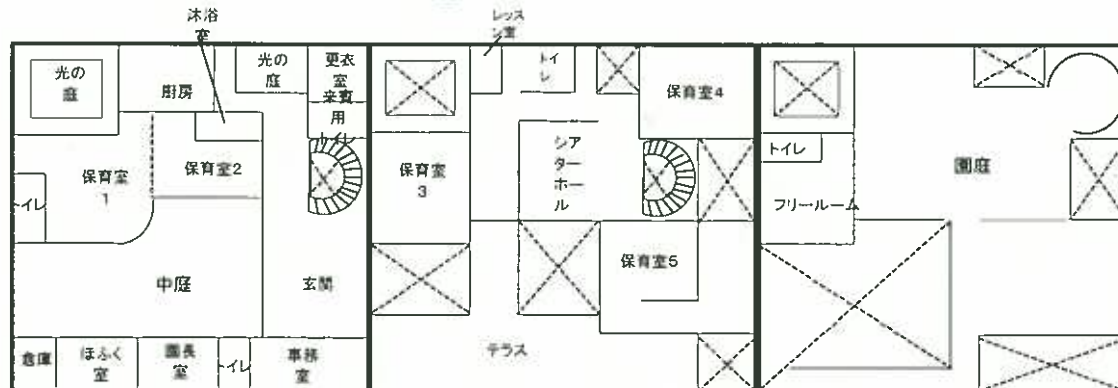 沐浴
室
レッス
ン室
光の
庭
厨房
光の
庭
更衣
室
来賓
用
トイレ
保育室
1
保育室2
トイレ
中庭
玄関
倉庫
ほふく
室
園長
室
トイレ
事務
室
トイ
レ
保育室4
保育室
3
シア
ター
ホー
ル
保育室5
テラス
トイレ
フリールーム
園庭